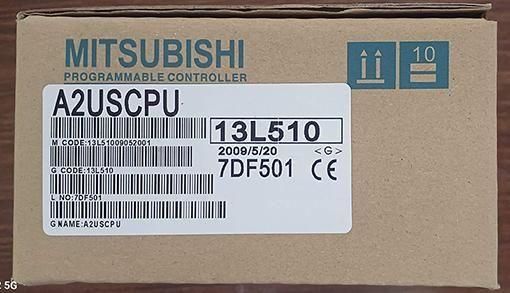 MITSUBISHI
PROGRAMMABLE CONTROLLER
10
A2USCPU
13L510
M CODE:13L51009052001
2009/5/20 <G>
7DF501 CE
G CODE:13L510
L NO:7DF501
G NAME:A2USCPU
5G